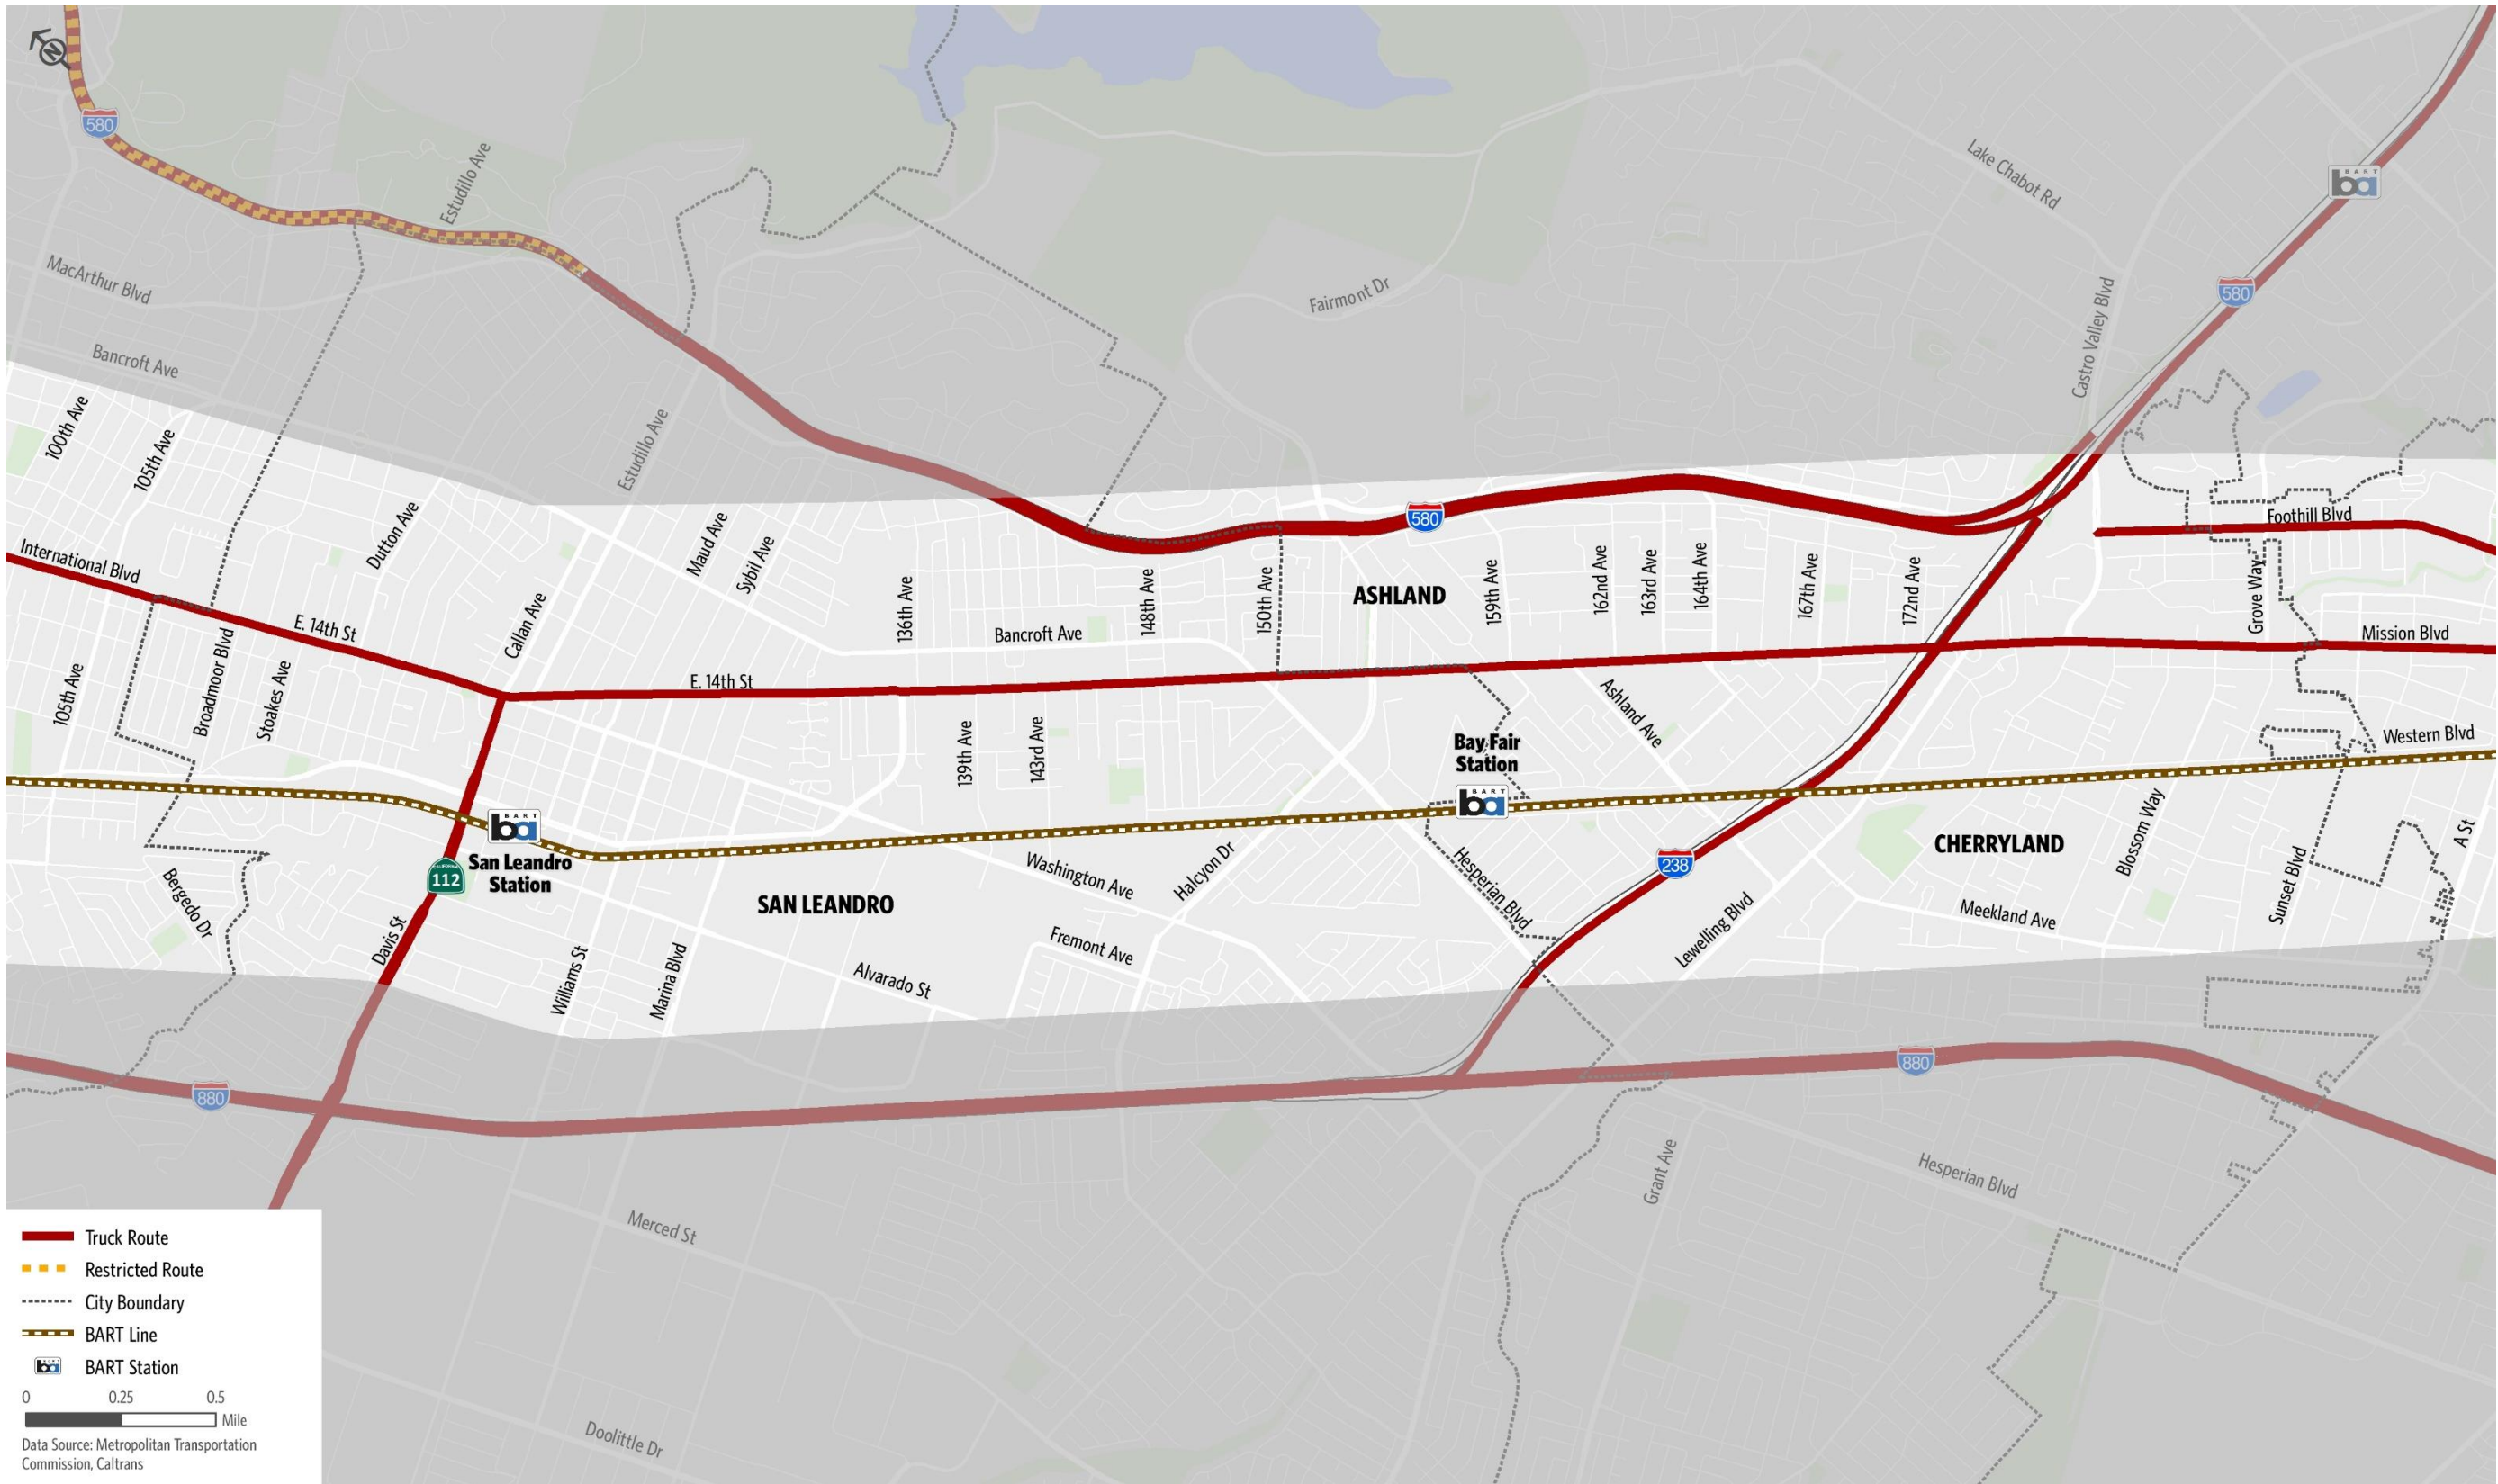 N
580
Estudillo Ave
Lake Chabot Rd
BART
ba
MacArthur Blvd
Fairmont Dr
580
Castro Valley Blvd
Bancroft Ave
100th Ave
105th Ave
Estudillo Ave
Dutton Ave
Maud Ave
Sybil Ave
580
Foothill Blvd
International Blvd
E. 14th St
Callan Ave
136th Ave
Bancroft Ave
148th Ave
150th Ave
ASHLAND
159th Ave
162nd Ave
163rd Ave
164th Ave
167th Ave
172nd Ave
Grove Way
Mission Blvd
105th Ave
Broadmoor Blvd
Stoakes Ave
E. 14th St
Ashland Ave
139th Ave
143rd Ave
Bay Fair
Station
BART
ba
Western Blvd
BART
ba
San Leandro
Station
112
Bergedo Dr
Davis St
SAN LEANDRO
Washington Ave
Halcyon Dr
Hesperian Blvd
238
CHERRYLAND
Blossom Way
A St
Sunset Blvd
Meekland Ave
Lewelling Blvd
Williams St
Marina Blvd
Alvarado St
Fremont Ave
880
880
Merced St
Grant Ave
Hesperian Blvd
Doolittle Dr
Truck Route
Restricted Route
City Boundary
BART Line
ba BART Station
0 0.25 0.5
Mile
Data Source: Metropolitan Transportation
Commission, Caltrans